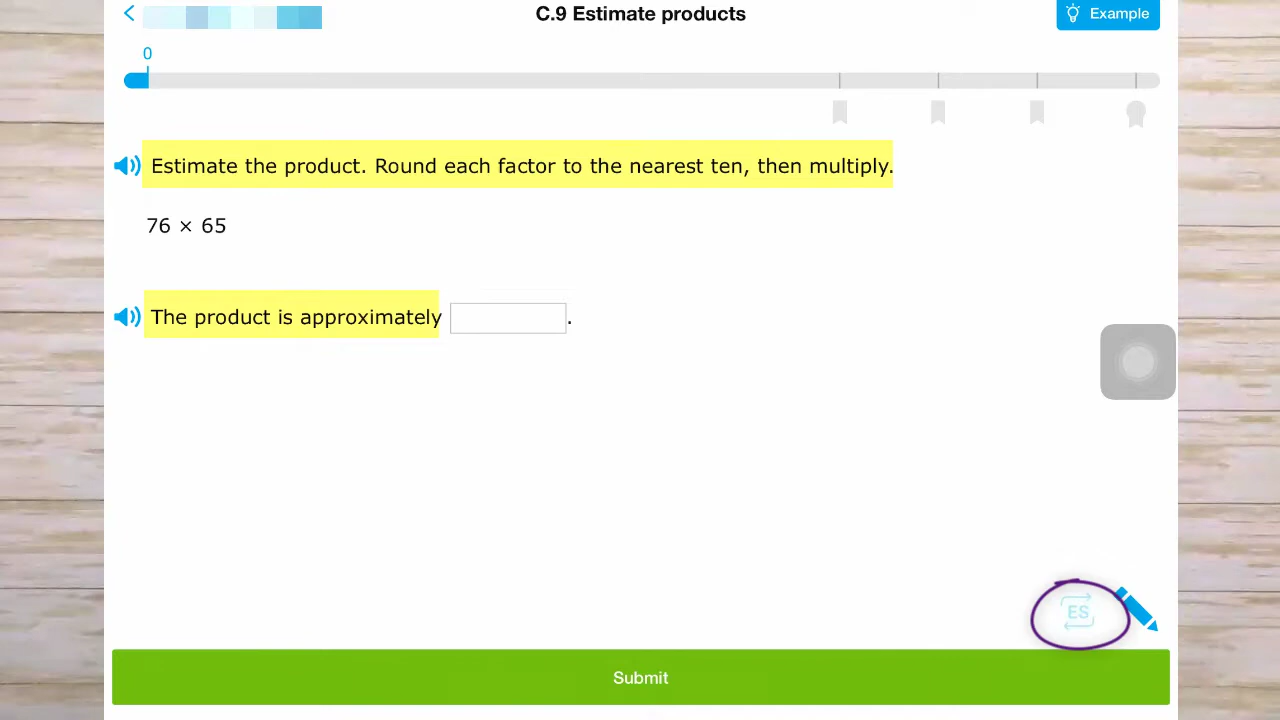 C.9 Estimate products
Example
0
Estimate the product. Round each factor to the nearest ten, then multiply.
76 × 65
The product is approximately .
ES
Submit